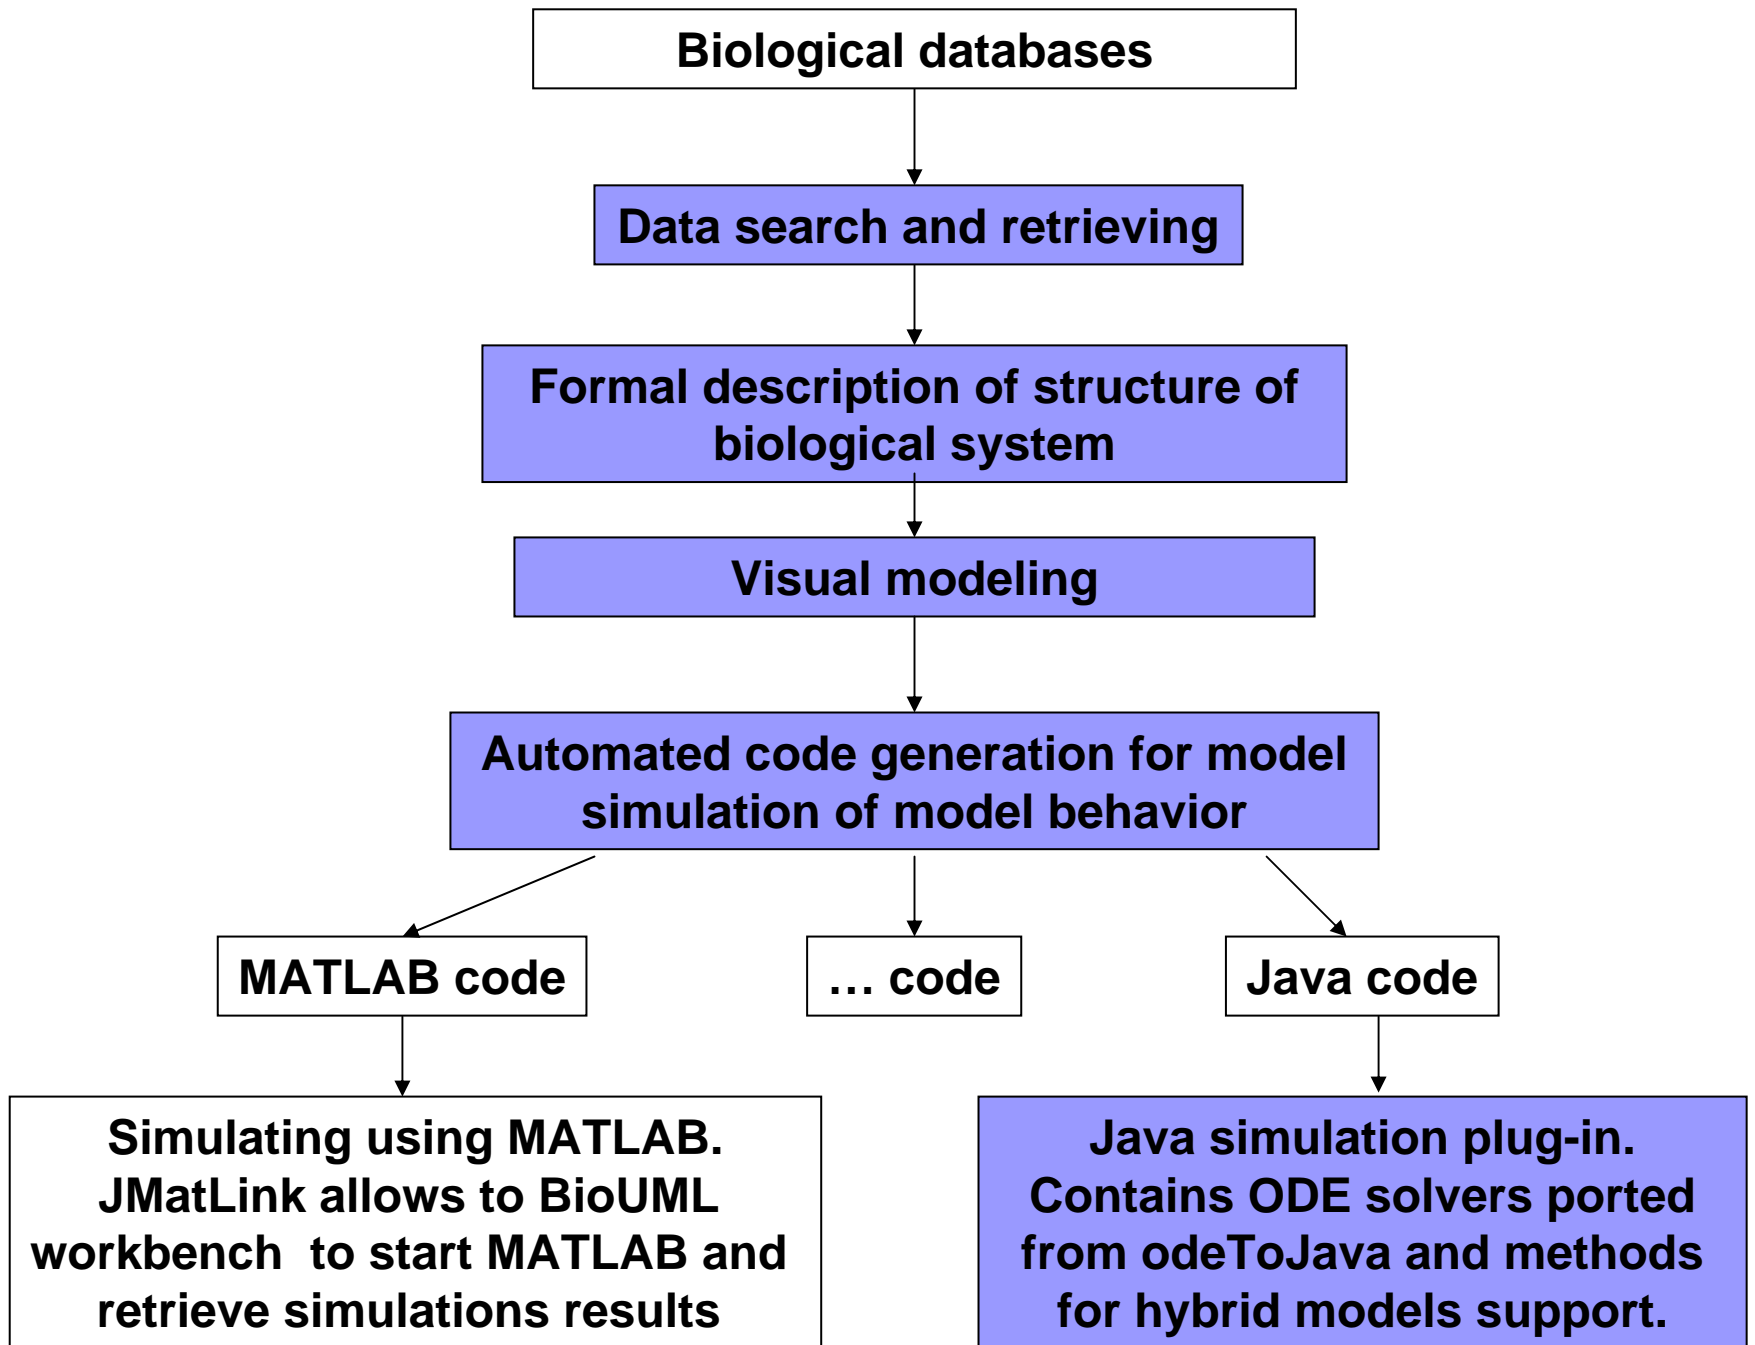 Biological databases
Data search and retrieving
Formal description of structure of
biological system
Visual modeling
Automated code generation for model
simulation of model behavior
MATLAB code
… code
Java code
Simulating using MATLAB.
JMatLink allows to BioUML
workbench to start MATLAB and
retrieve simulations results
Java simulation plug-in.
Contains ODE solvers ported
from odeToJava and methods
for hybrid models support.